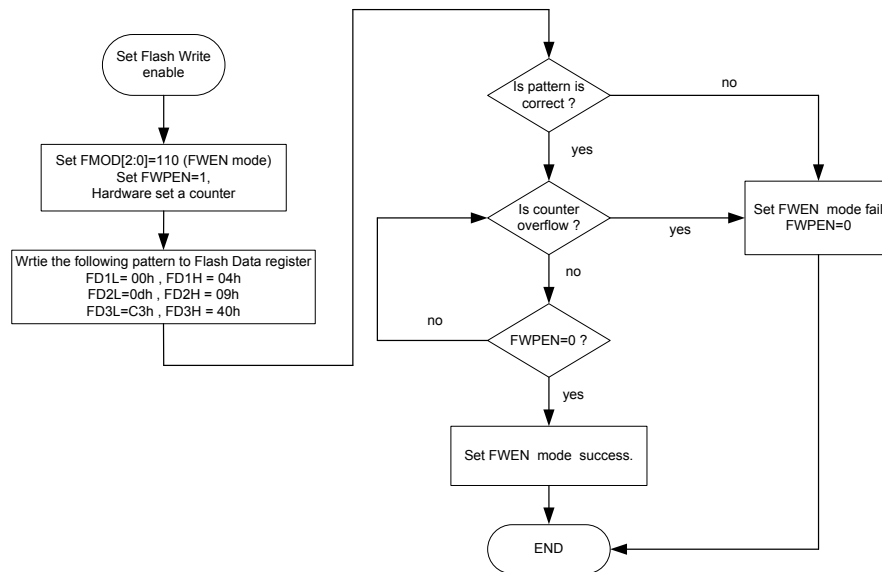 Set Flash Write
enable
Set FMOD[2:0]=110 (FWEN mode)
Set FWPEN=1,
Hardware set a counter
Wrtie the following pattern to Flash Data register
FD1L= 00h , FD1H = 04h
FD2L=0dh , FD2H = 09h
FD3L=C3h , FD3H = 40h
Is pattern is
correct ?
no
yes
Is counter
overflow ?
yes
Set FWEN mode fail
FWPEN=0
no
no
FWPEN=0 ?
yes
Set FWEN mode success.
END